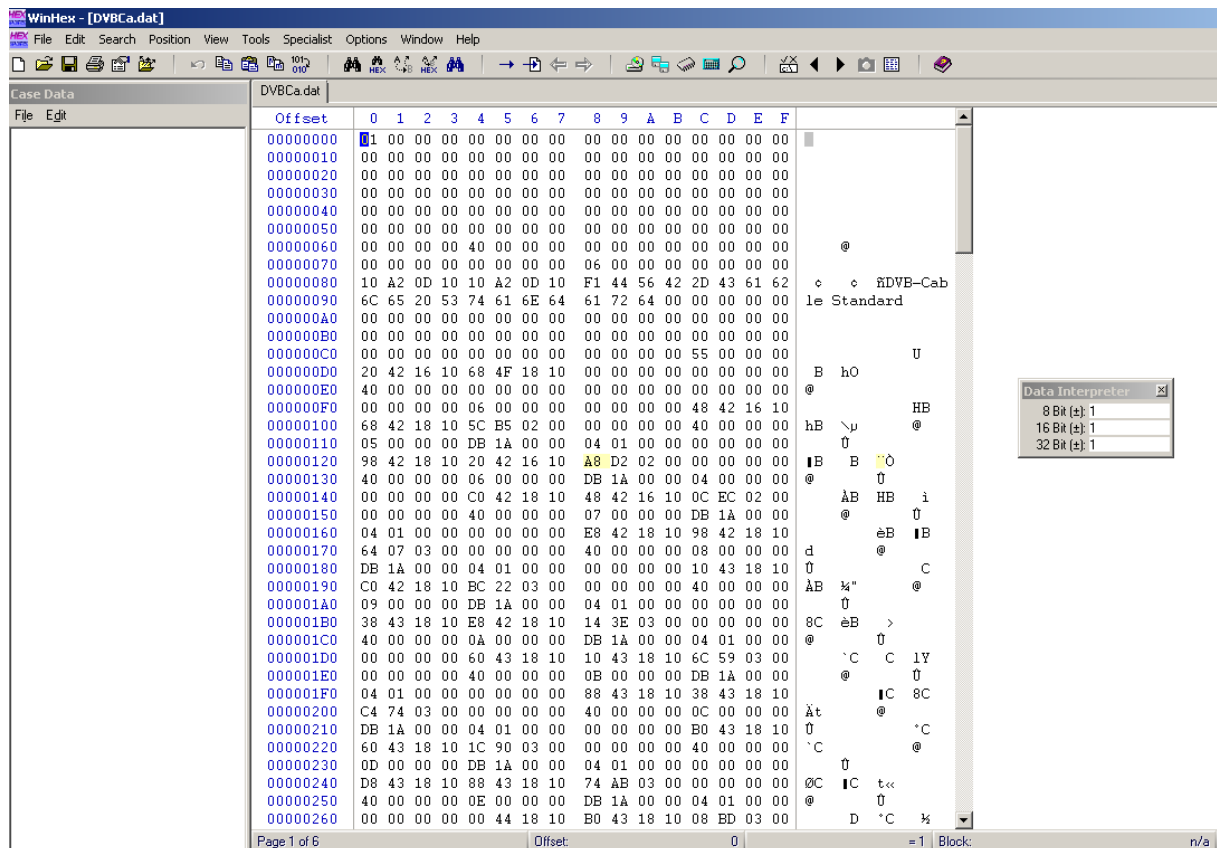 WinHex - [DVBCa.dat]
File Edit Search Position View Tools Specialist Options Window Help
Case Data
File Edit
DVBCa.dat
Offset 0 1 2 3 4 5 6 7 8 9 A B C D E F
00000000 01 00 00 00 00 00 00 00 00 00 00 00 00 00 00 00
00000010 00 00 00 00 00 00 00 00 00 00 00 00 00 00 00 00
00000020 00 00 00 00 00 00 00 00 00 00 00 00 00 00 00 00
00000030 00 00 00 00 00 00 00 00 00 00 00 00 00 00 00 00
00000040 00 00 00 00 00 00 00 00 00 00 00 00 00 00 00 00
00000050 00 00 00 00 00 00 00 00 00 00 00 00 00 00 00 00
00000060 00 00 00 00 40 00 00 00 00 00 00 00 00 00 00 00 @
00000070 00 00 00 00 00 00 00 00 06 00 00 00 00 00 00 00
00000080 10 A2 0D 10 10 A2 0D 10 F1 44 56 42 2D 43 61 62 ¢ ¢ ñDVB-Cab
00000090 6C 65 20 53 74 61 6E 64 61 72 64 00 00 00 00 00 le Standard
000000A0 00 00 00 00 00 00 00 00 00 00 00 00 00 00 00 00
000000B0 00 00 00 00 00 00 00 00 00 00 00 00 00 00 00 00
000000C0 00 00 00 00 00 00 00 00 00 00 00 00 55 00 00 00 U
000000D0 20 42 16 10 68 4F 18 10 00 00 00 00 00 00 00 00 B hO
000000E0 40 00 00 00 00 00 00 00 00 00 00 00 00 00 00 00 @
000000F0 00 00 00 00 06 00 00 00 00 00 00 00 48 42 16 10 HB
00000100 68 42 18 10 5C B5 02 00 00 00 00 00 40 00 00 00 hB \µ @
00000110 05 00 00 00 DB 1A 00 00 04 01 00 00 00 00 00 00 Û
00000120 98 42 18 10 20 42 16 10 A8 D2 02 00 00 00 00 00 ▮B B ¨Ò
00000130 40 00 00 00 06 00 00 00 DB 1A 00 00 04 00 00 00 @ Û
00000140 00 00 00 00 C0 42 18 10 48 42 16 10 0C EC 02 00 ÀB HB ì
00000150 00 00 00 00 40 00 00 00 07 00 00 00 DB 1A 00 00 @ Û
00000160 04 01 00 00 00 00 00 00 E8 42 18 10 98 42 18 10 èB ▮B
00000170 64 07 03 00 00 00 00 00 40 00 00 00 08 00 00 00 d @
00000180 DB 1A 00 00 04 01 00 00 00 00 00 00 10 43 18 10 Û C
00000190 C0 42 18 10 BC 22 03 00 00 00 00 00 40 00 00 00 ÀB ¼" @
000001A0 09 00 00 00 DB 1A 00 00 04 01 00 00 00 00 00 00 Û
000001B0 38 43 18 10 E8 42 18 10 14 3E 03 00 00 00 00 00 8C èB >
000001C0 40 00 00 00 0A 00 00 00 DB 1A 00 00 04 01 00 00 @ Û
000001D0 00 00 00 00 60 43 18 10 10 43 18 10 6C 59 03 00 `C C lY
000001E0 00 00 00 00 40 00 00 00 0B 00 00 00 DB 1A 00 00 @ Û
000001F0 04 01 00 00 00 00 00 00 88 43 18 10 38 43 18 10 ▮C 8C
00000200 C4 74 03 00 00 00 00 00 40 00 00 00 0C 00 00 00 Ät @
00000210 DB 1A 00 00 04 01 00 00 00 00 00 00 B0 43 18 10 Û °C
00000220 60 43 18 10 1C 90 03 00 00 00 00 00 40 00 00 00 `C @
00000230 0D 00 00 00 DB 1A 00 00 04 01 00 00 00 00 00 00 Û
00000240 D8 43 18 10 88 43 18 10 74 AB 03 00 00 00 00 00 ØC ▮C t«
00000250 40 00 00 00 0E 00 00 00 DB 1A 00 00 04 01 00 00 @ Û
00000260 00 00 00 00 00 44 18 10 B0 43 18 10 08 BD 03 00 D °C ½
Data Interpreter
8 Bit (±): 1
16 Bit (±): 1
32 Bit (±): 1
Page 1 of 6 Offset: 0 = 1 Block: n/a